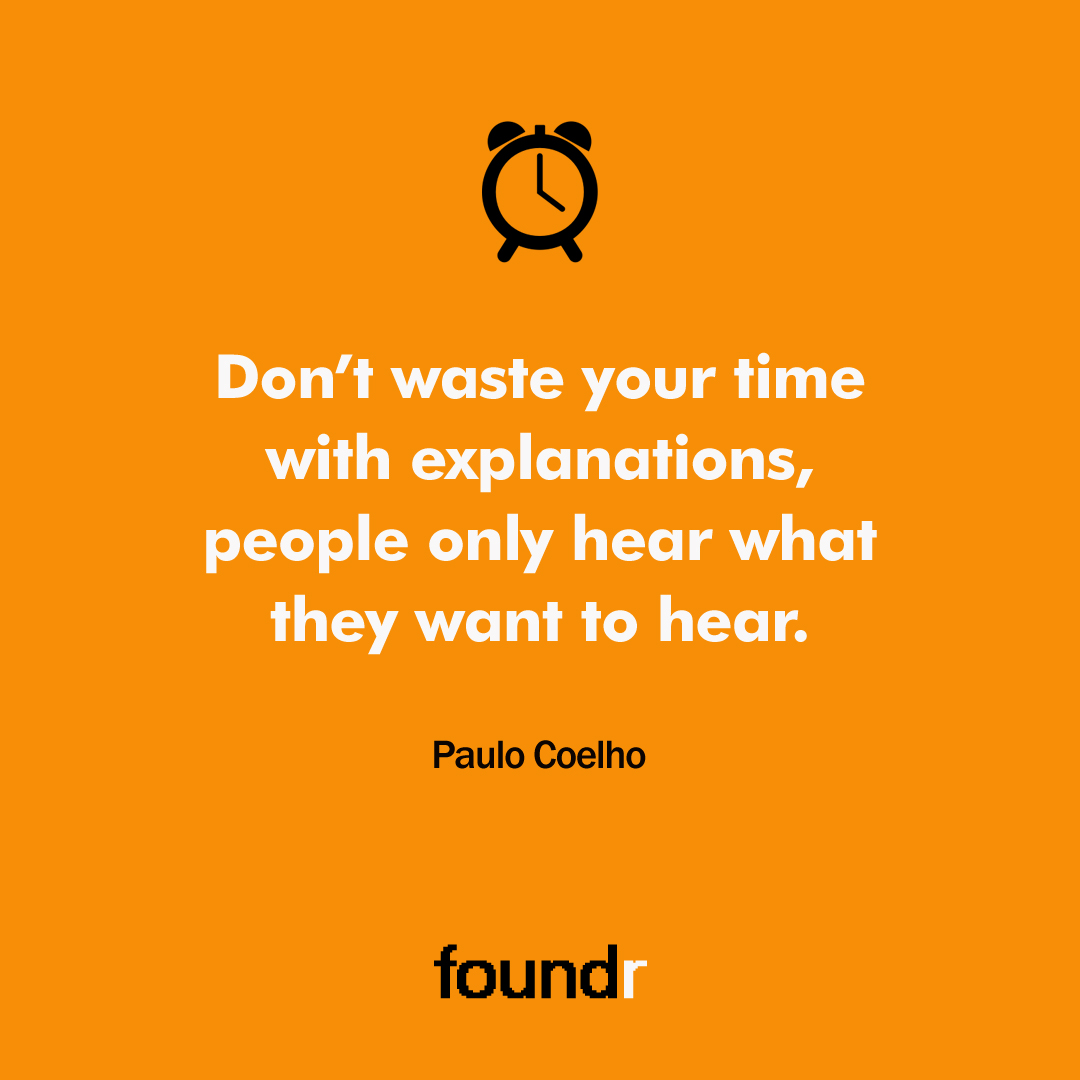 Don’t waste your time
with explanations,
people only hear what
they want to hear.
Paulo Coelho
foundr